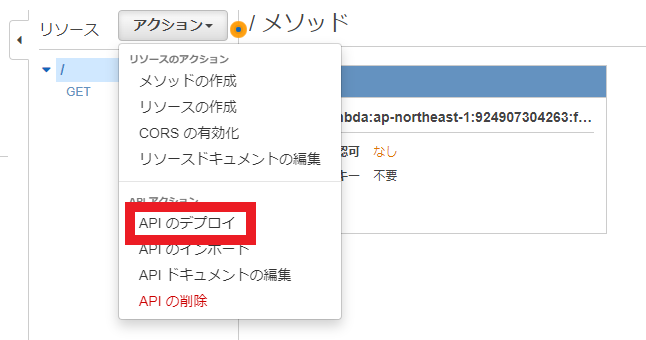 リソース
アクション
/ メソッド
/
GET
リソースのアクション
メソッドの作成
リソースの作成
CORS の有効化
リソースドキュメントの編集
API アクション
API のデプロイ
API のインポート
API ドキュメントの編集
API の削除
mbda:ap-northeast-1:924907304263:f…
認可 なし
キー 不要